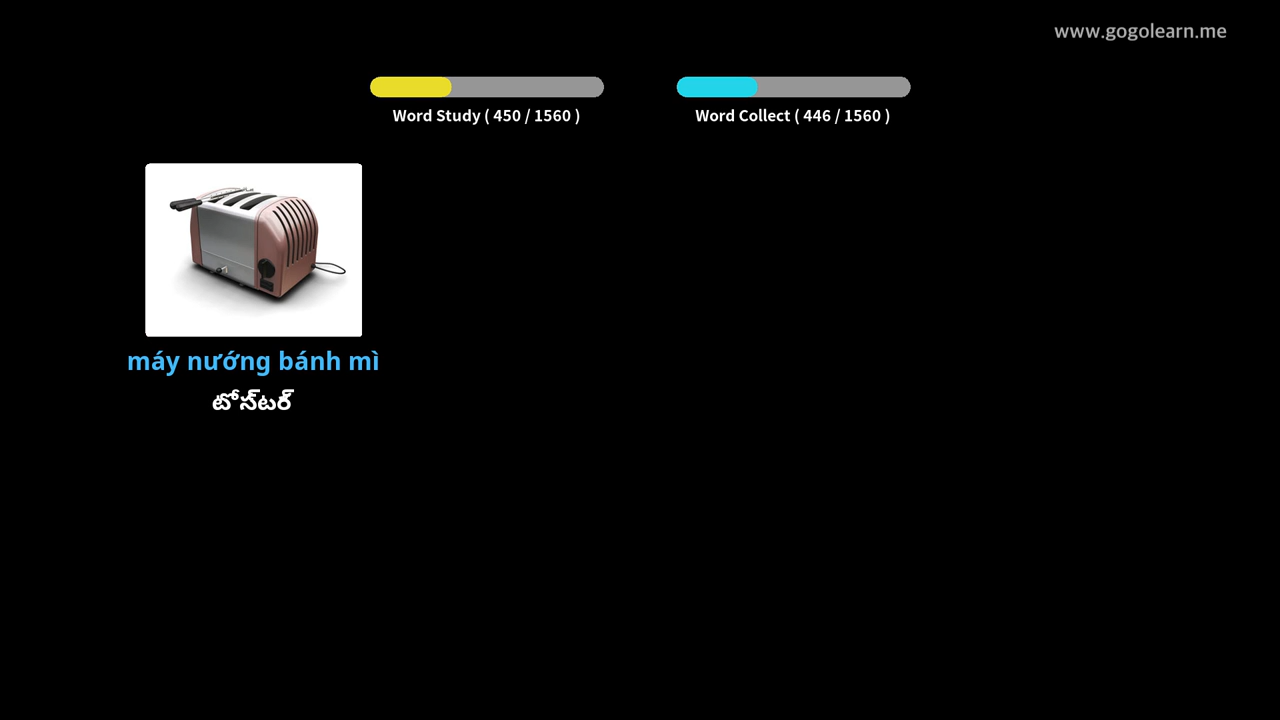 www.gogolearn.me
Word Study ( 450 / 1560 )
Word Collect ( 446 / 1560 )
máy nướng bánh mì
టోస్‌టర్